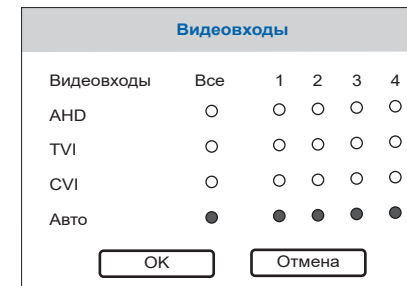 Видеовходы
Видеовходы Все 1 2 3 4
AHD
TVI
CVI
Авто
OK Отмена